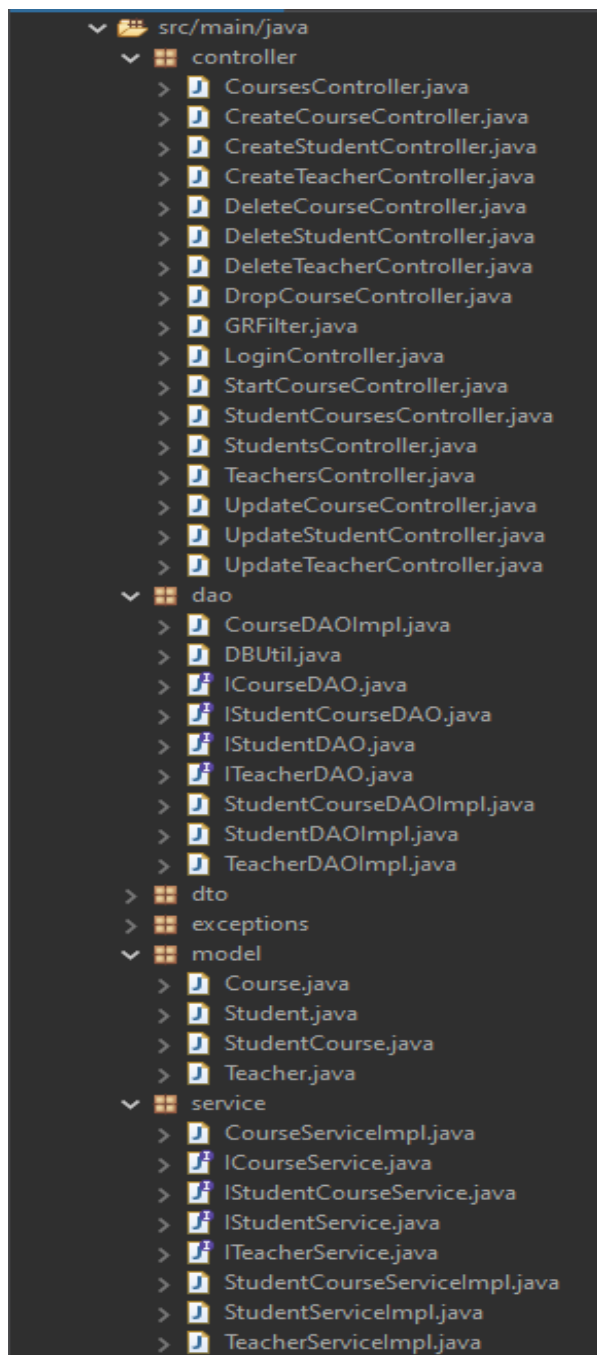 src/main/java
controller
CoursesController.java
CreateCourseController.java
CreateStudentController.java
CreateTeacherController.java
DeleteCourseController.java
DeleteStudentController.java
DeleteTeacherController.java
DropCourseController.java
GRFilter.java
LoginController.java
StartCourseController.java
StudentCoursesController.java
StudentsController.java
TeachersController.java
UpdateCourseController.java
UpdateStudentController.java
UpdateTeacherController.java
dao
CourseDAOImpl.java
DBUtil.java
ICourseDAO.java
IStudentCourseDAO.java
IStudentDAO.java
ITeacherDAO.java
StudentCourseDAOImpl.java
StudentDAOImpl.java
TeacherDAOImpl.java
dto
exceptions
model
Course.java
Student.java
StudentCourse.java
Teacher.java
service
CourseServiceImpl.java
ICourseService.java
IStudentCourseService.java
IStudentService.java
ITeacherService.java
StudentCourseServiceImpl.java
StudentServiceImpl.java
TeacherServiceImpl.java